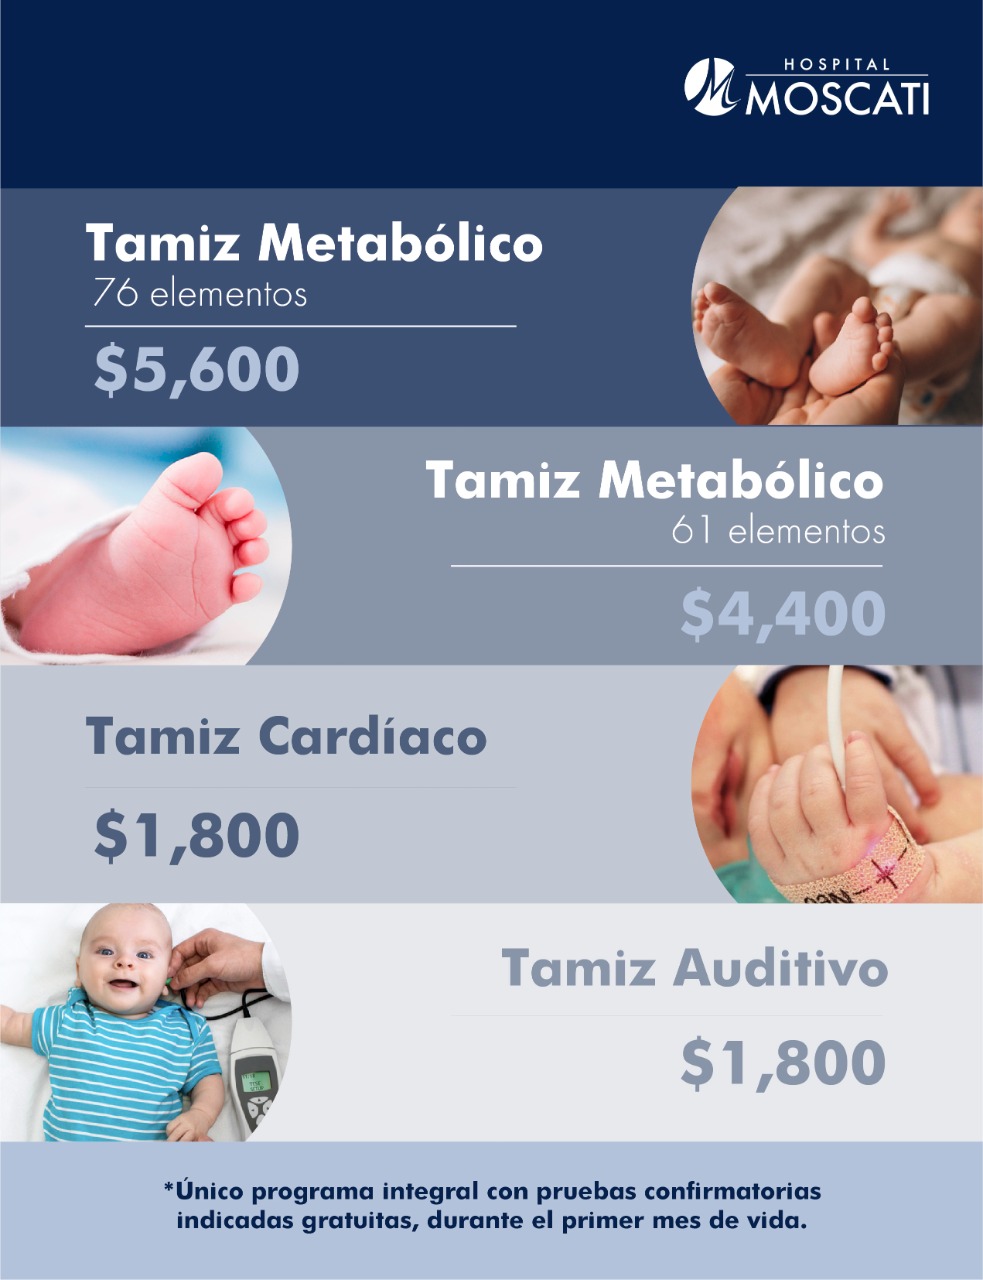 HOSPITAL
MOSCATI
Tamiz Metabólico
76 elementos
$5,600
Tamiz Metabólico
61 elementos
$4,400
Tamiz Cardíaco
$1,800
Tamiz Auditivo
$1,800
*Único programa integral con pruebas confirmatorias
indicadas gratuitas, durante el primer mes de vida.